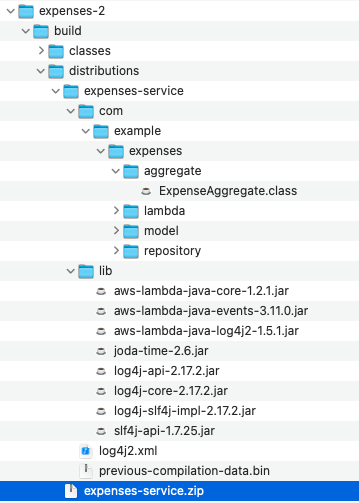 expenses-2
build
classes
distributions
expenses-service
com
example
expenses
aggregate
ExpenseAggregate.class
lambda
model
repository
lib
aws-lambda-java-core-1.2.1.jar
aws-lambda-java-events-3.11.0.jar
aws-lambda-java-log4j2-1.5.1.jar
joda-time-2.6.jar
log4j-api-2.17.2.jar
log4j-core-2.17.2.jar
log4j-slf4j-impl-2.17.2.jar
slf4j-api-1.7.25.jar
log4j2.xml
previous-compilation-data.bin
expenses-service.zip